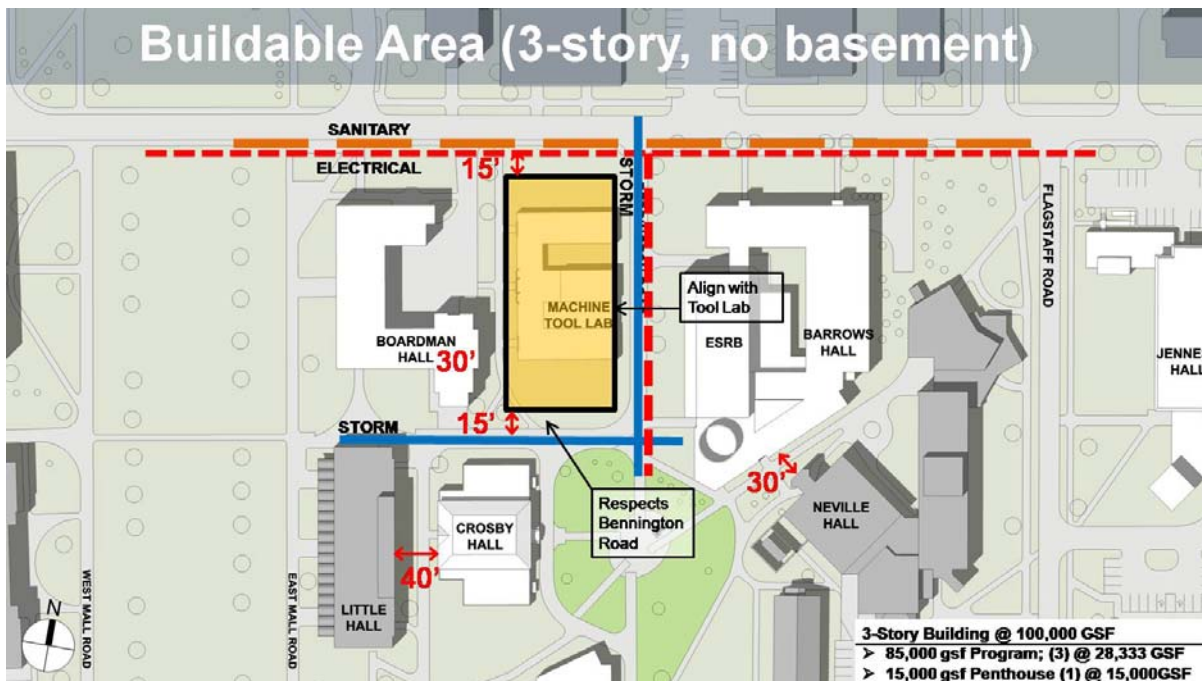 Buildable Area (3-story, no basement)
SANITARY
ELECTRICAL
15’
STORM
FLAGSTAFF ROAD
MACHINE
TOOL LAB
Align with
Tool Lab
BOARDMAN
HALL
30’
ESRB
BARROWS
HALL
JENNE
HALL
STORM
15’
30’
Respects
Bennington
Road
NEVILLE
HALL
CROSBY
HALL
40’
LITTLE
HALL
WEST MALL ROAD
EAST MALL ROAD
N
3-Story Building @ 100,000 GSF
➢ 85,000 gsf Program; (3) @ 28,333 GSF
➢ 15,000 gsf Penthouse (1) @ 15,000GSF